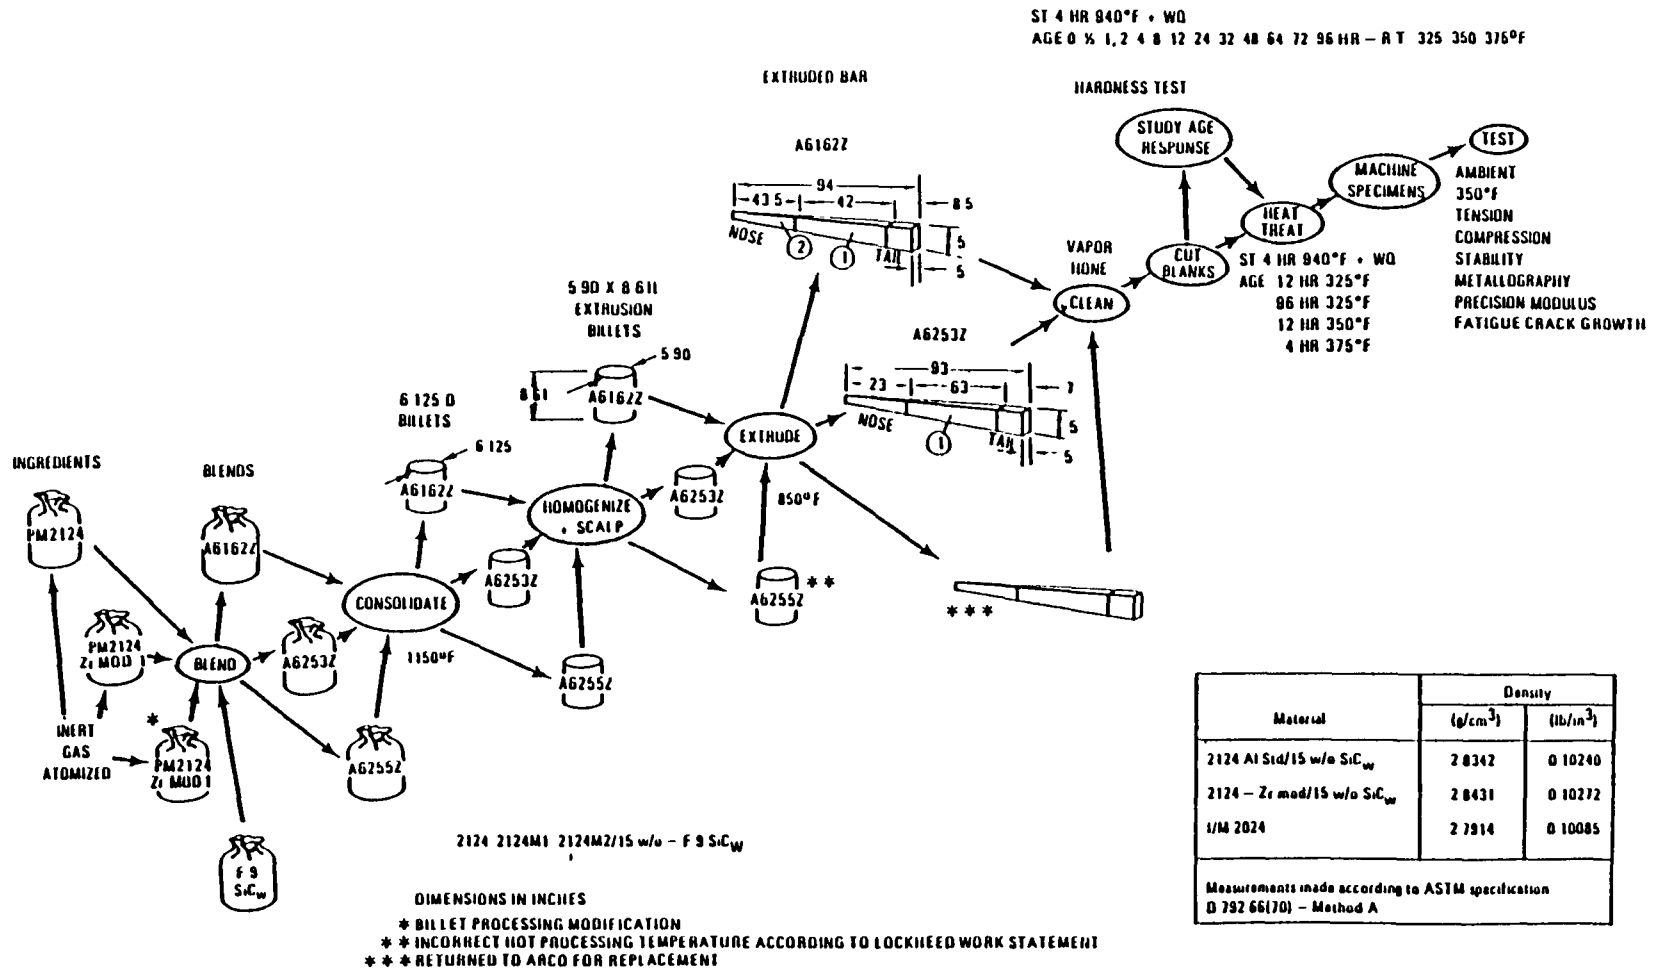 ST 4 HR 940°F + WQ
AGE 0 ½ 1, 2 4 8 12 24 32 48 64 72 96 HR – R T 325 350 375°F
EXTRUDED BAR
HARDNESS TEST
STUDY AGE
RESPONSE
TEST
A6162Z
MACHINE
SPECIMENS
AMBIENT
350°F
TENSION
COMPRESSION
STABILITY
METALLOGRAPHY
PRECISION MODULUS
FATIGUE CRACK GROWTH
94
43 5
42
8 5
NOSE
2
1
TAIL
5
5
HEAT
TREAT
VAPOR
HONE
CUT
BLANKS
CLEAN
ST 4 HR 940°F + WQ
AGE 12 HR 325°F
96 HR 325°F
12 HR 350°F
4 HR 375°F
5 90 X 8 611
EXTRUSION
BILLETS
5 90
8 61
A6162Z
A6253Z
93
23
63
7
NOSE
1
TAIL
5
5
6 125 D
BILLETS
6 125
A6162Z
EXTRUDE
850°F
INGREDIENTS
BLENDS
PM2124
A6162Z
HOMOGENIZE
+ SCALP
A6253Z
A6253Z
A6255Z
* *
* * *
CONSOLIDATE
1150°F
PM2124
Zr MOD 1
BLEND
A6253Z
A6255Z
INERT
GAS
ATOMIZED
*
PM2124
Zr MOD 1
A6255Z
F 9
SiCw
2124 2124M1 2124M2/15 w/o – F 9 SiCW
DIMENSIONS IN INCHES
* BILLET PROCESSING MODIFICATION
* * INCORRECT HOT PROCESSING TEMPERATURE ACCORDING TO LOCKHEED WORK STATEMENT
* * * RETURNED TO ARCO FOR REPLACEMENT
Material
Density
(g/cm3)
(lb/in3)
2124 Al Std/15 w/o SiCw 2 8342 0 10240
2124 – Zr mod/15 w/o SiCw 2 8431 0 10272
I/M 2024 2 7914 0 10085
Measurements made according to ASTM specification
D 792 66(70) – Method A